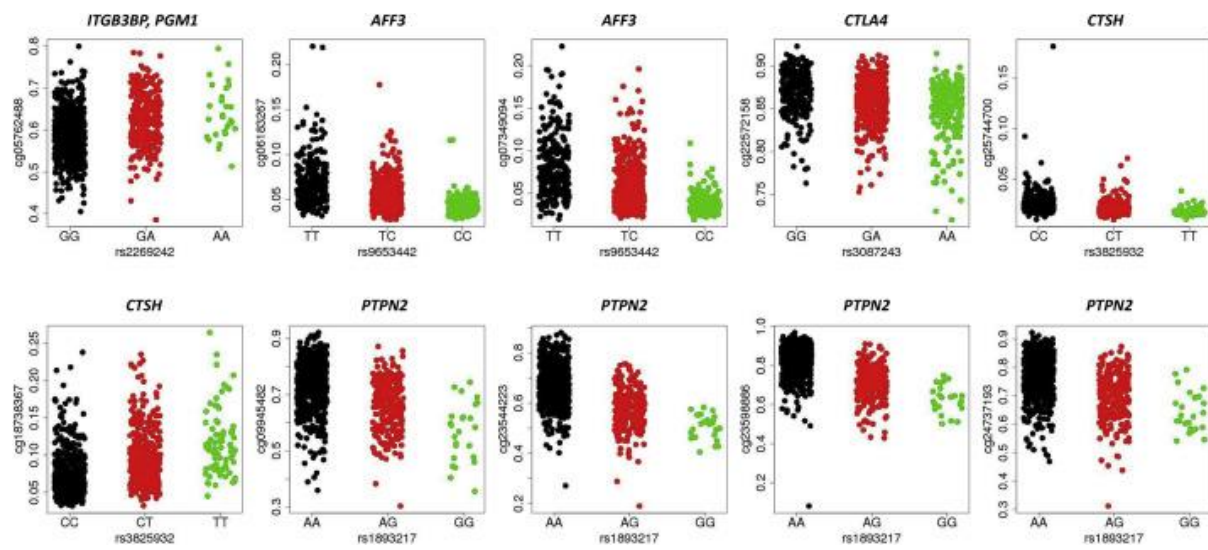 ITGB3BP, PGM1
cg05762488
0.8
0.7
0.6
0.5
0.4
GG GA AA
rs2269242
AFF3
cg06183267
0.20
0.15
0.10
0.05
TT TC CC
rs9653442
AFF3
cg07349094
0.20
0.15
0.10
0.05
TT TC CC
rs9653442
CTLA4
cg22572158
0.90
0.85
0.80
0.75
GG GA AA
rs3087243
CTSH
cg25744700
0.15
0.10
0.05
CC CT TT
rs3825932
CTSH
cg18738367
0.25
0.20
0.15
0.10
0.05
CC CT TT
rs3825932
PTPN2
cg09945482
0.9
0.7
0.5
0.3
AA AG GG
rs1893217
PTPN2
cg23544223
0.8
0.6
0.4
0.2
AA AG GG
rs1893217
PTPN2
cg23598886
1.0
0.8
0.6
0.4
0.2
AA AG GG
rs1893217
PTPN2
cg24737193
0.9
0.8
0.7
0.6
0.5
0.4
0.3
AA AG GG
rs1893217